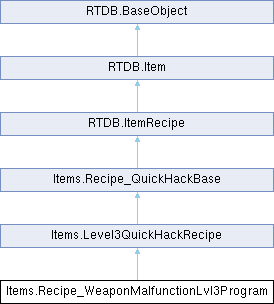 RTDB.BaseObject
RTDB.Item
RTDB.ItemRecipe
Items.Recipe_QuickHackBase
Items.Level3QuickHackRecipe
Items.Recipe_WeaponMalfunctionLvl3Program